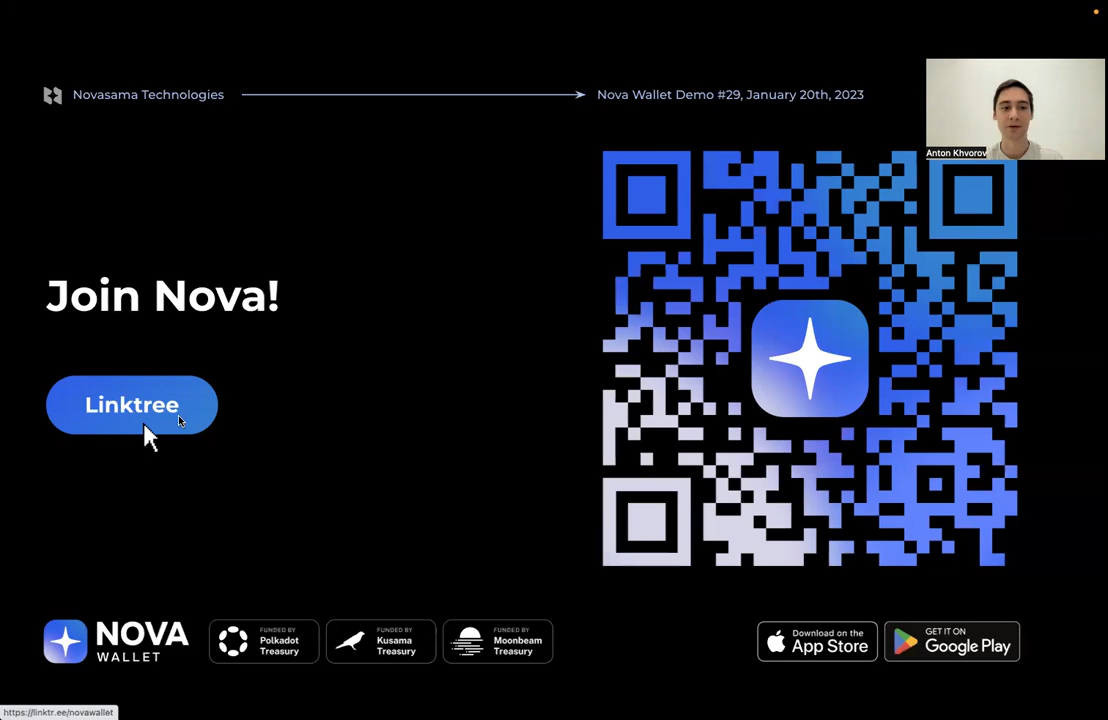 Novasama Technologies
Nova Wallet Demo #29, January 20th, 2023
Anton Khvorov
Join Nova!
Linktree
NOVA
WALLET
FUNDED BY
Polkadot
Treasury
FUNDED BY
Kusama
Treasury
FUNDED BY
Moonbeam
Treasury
Download on the
App Store
GET IT ON
Google Play
https://linktr.ee/novawallet